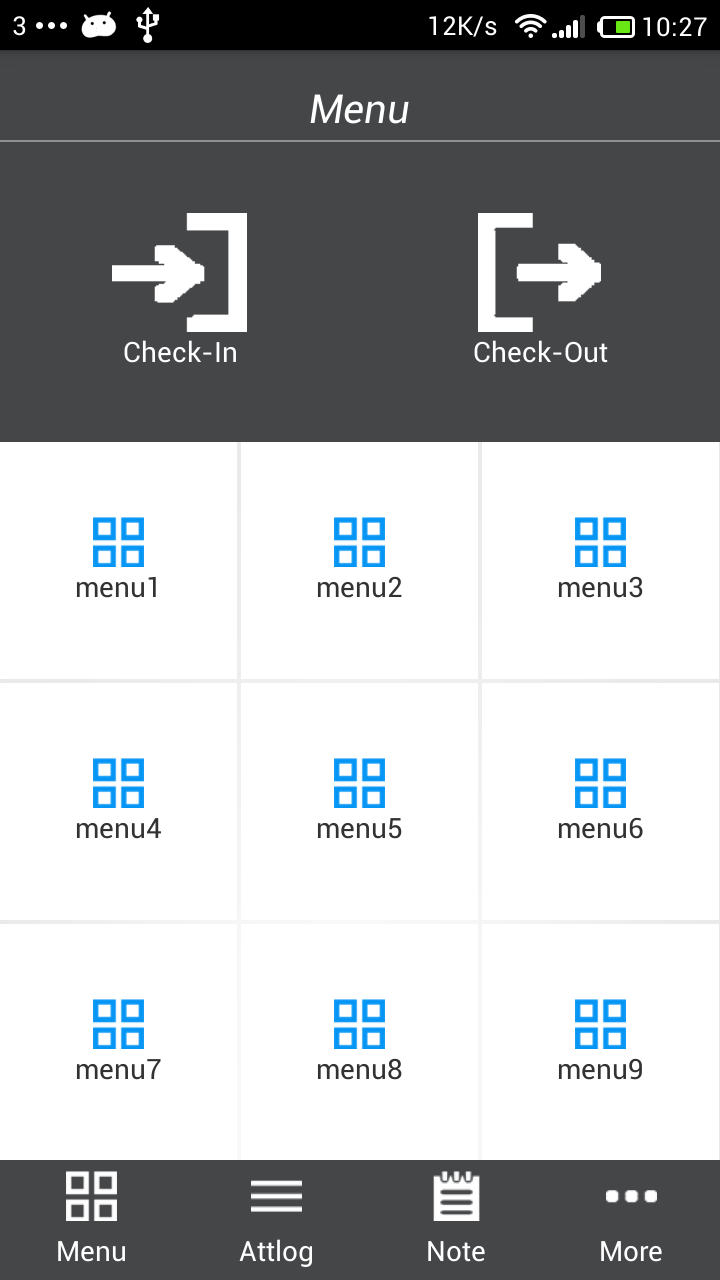 3 12K/s 10:27
Menu
Check-In Check-Out
menu1 menu2 menu3
menu4 menu5 menu6
menu7 menu8 menu9
Menu Attlog Note More